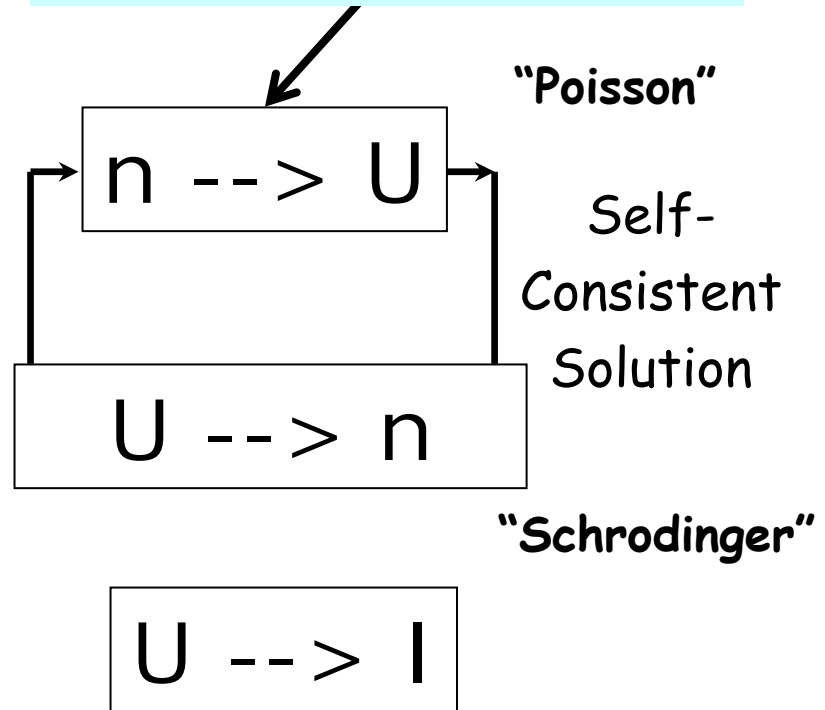 “Poisson”
n --> U
Self-
Consistent
Solution
U --> n
“Schrodinger”
U --> I